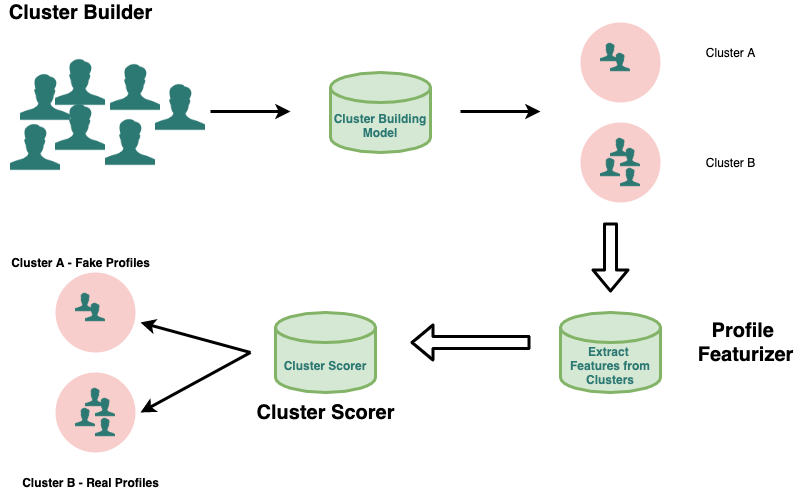 Cluster Builder
Cluster Building
Model
Cluster A
Cluster B
Cluster A - Fake Profiles
Extract
Features from
Clusters
Profile
Featurizer
Cluster Scorer
Cluster Scorer
Cluster B - Real Profiles